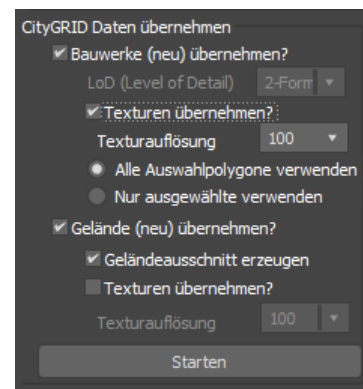 CityGRID Daten übernehmen
Bauwerke (neu) übernehmen?
LoD (Level of Detail) 2-Form
Texturen übernehmen?
Texturauflösung 100
Alle Auswahlpolygone verwenden
Nur ausgewählte verwenden
Gelände (neu) übernehmen?
Geländeausschnitt erzeugen
Texturen übernehmen?
Texturauflösung 100
Starten